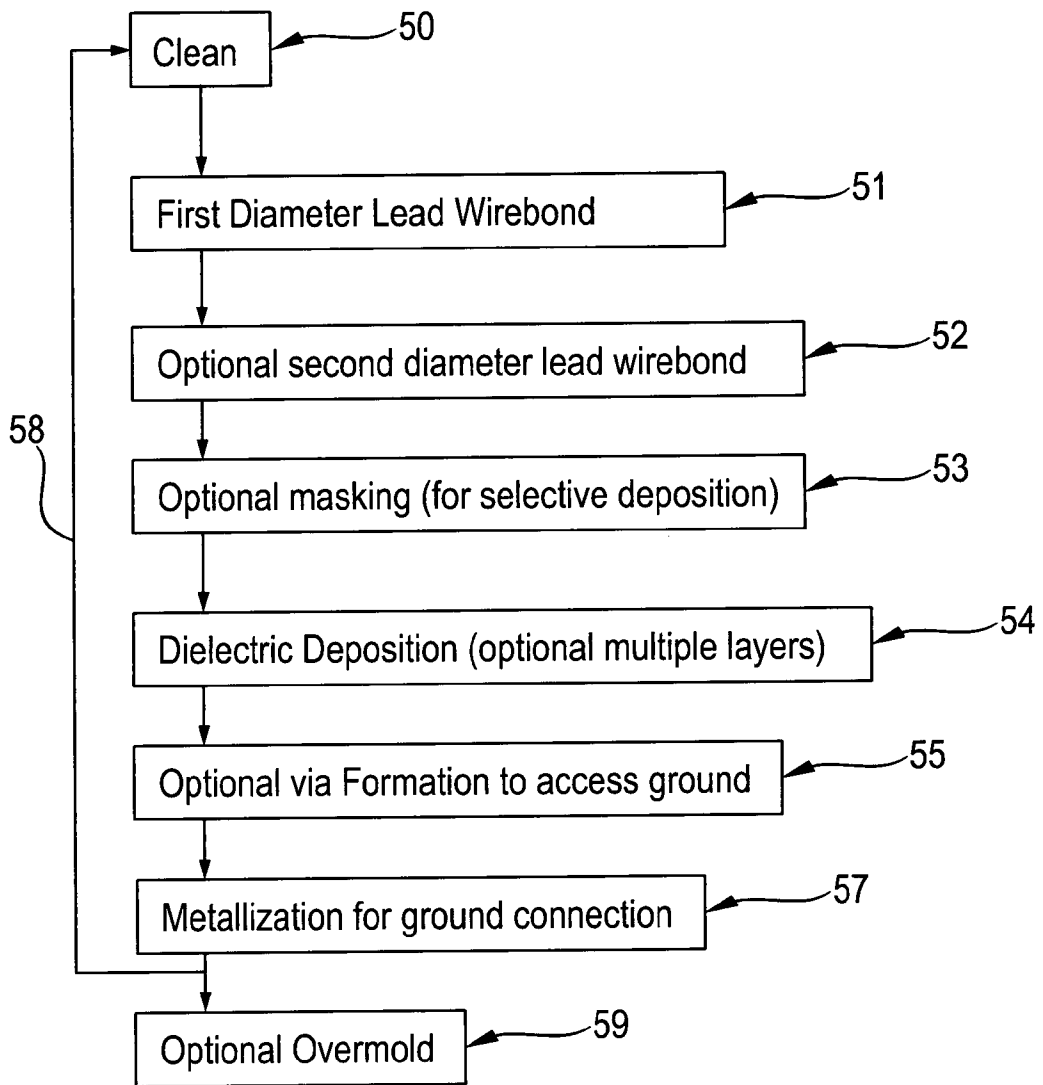 Clean
50
First Diameter Lead Wirebond
51
Optional second diameter lead wirebond
52
58
Optional masking (for selective deposition)
53
Dielectric Deposition (optional multiple layers)
54
Optional via Formation to access ground
55
Metallization for ground connection
57
Optional Overmold
59